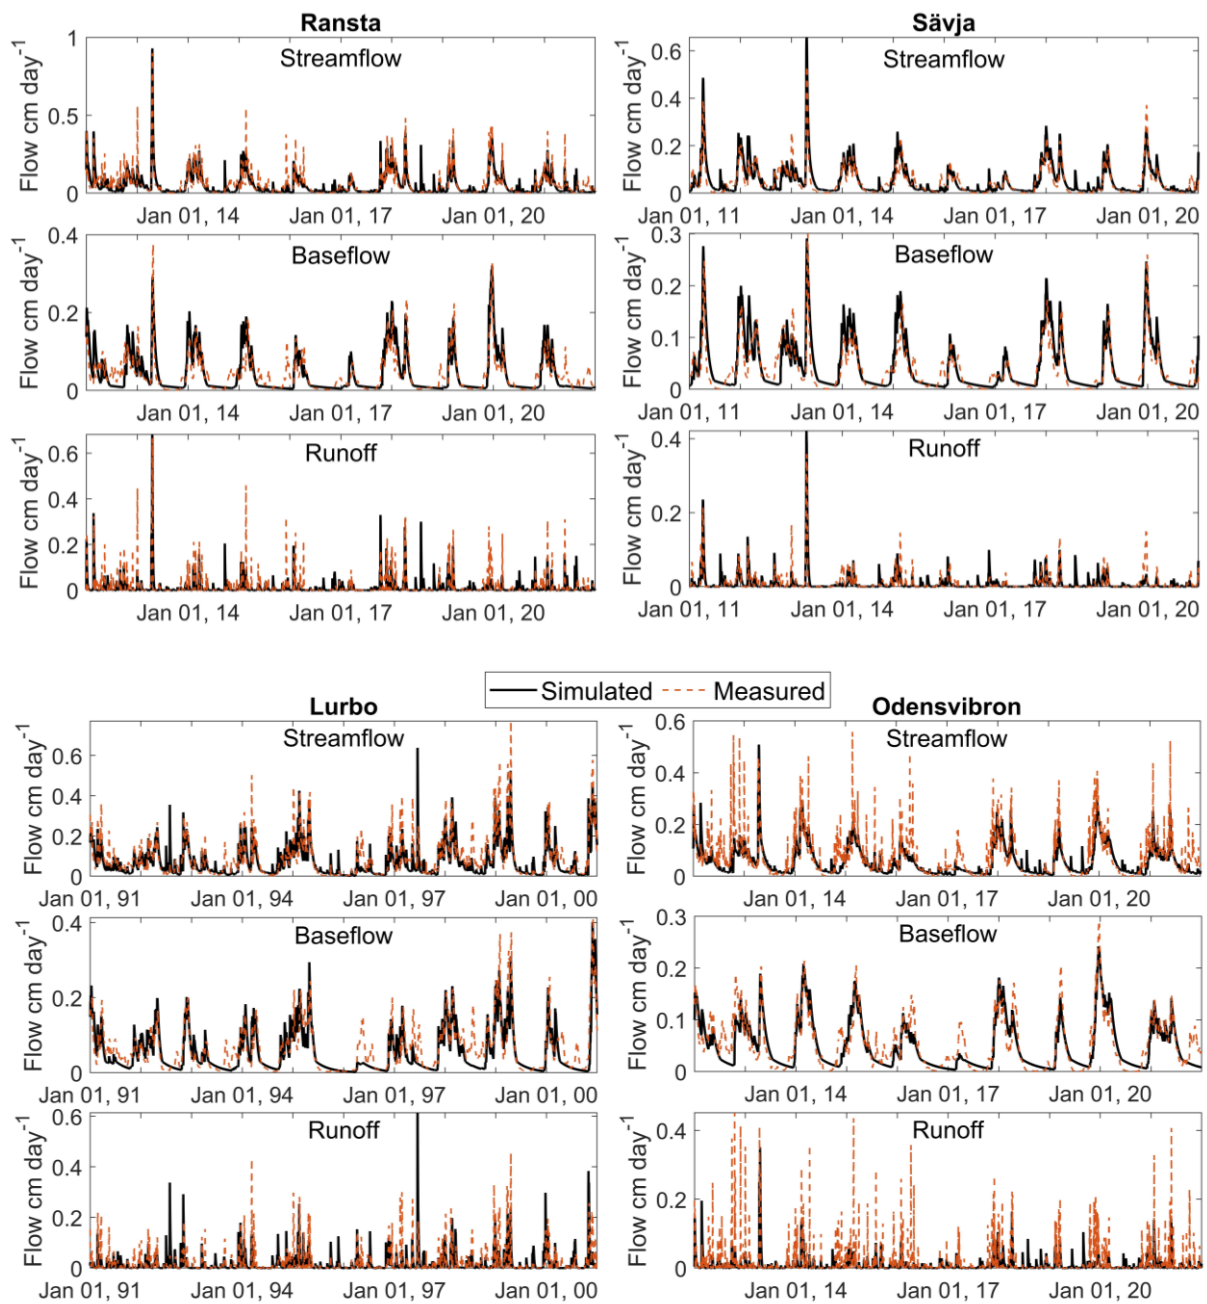 Ransta
Streamflow
Flow cm day⁻¹
1
0.5
0
Jan 01, 14 Jan 01, 17 Jan 01, 20
Baseflow
Flow cm day⁻¹
0.4
0.2
0
Jan 01, 14 Jan 01, 17 Jan 01, 20
Runoff
Flow cm day⁻¹
0.6
0.4
0.2
0
Jan 01, 14 Jan 01, 17 Jan 01, 20
Sävja
Streamflow
Flow cm day⁻¹
0.6
0.4
0.2
0
Jan 01, 11 Jan 01, 14 Jan 01, 17 Jan 01, 20
Baseflow
Flow cm day⁻¹
0.3
0.2
0.1
0
Jan 01, 11 Jan 01, 14 Jan 01, 17 Jan 01, 20
Runoff
Flow cm day⁻¹
0.4
0.2
0
Jan 01, 11 Jan 01, 14 Jan 01, 17 Jan 01, 20
Simulated Measured
Lurbo
Streamflow
Flow cm day⁻¹
0.6
0.4
0.2
0
Jan 01, 91 Jan 01, 94 Jan 01, 97 Jan 01, 00
Baseflow
Flow cm day⁻¹
0.4
0.2
0
Jan 01, 91 Jan 01, 94 Jan 01, 97 Jan 01, 00
Runoff
Flow cm day⁻¹
0.6
0.4
0.2
0
Jan 01, 91 Jan 01, 94 Jan 01, 97 Jan 01, 00
Odensvibron
Streamflow
Flow cm day⁻¹
0.6
0.4
0.2
0
Jan 01, 14 Jan 01, 17 Jan 01, 20
Baseflow
Flow cm day⁻¹
0.3
0.2
0.1
0
Jan 01, 14 Jan 01, 17 Jan 01, 20
Runoff
Flow cm day⁻¹
0.4
0.2
0
Jan 01, 14 Jan 01, 17 Jan 01, 20